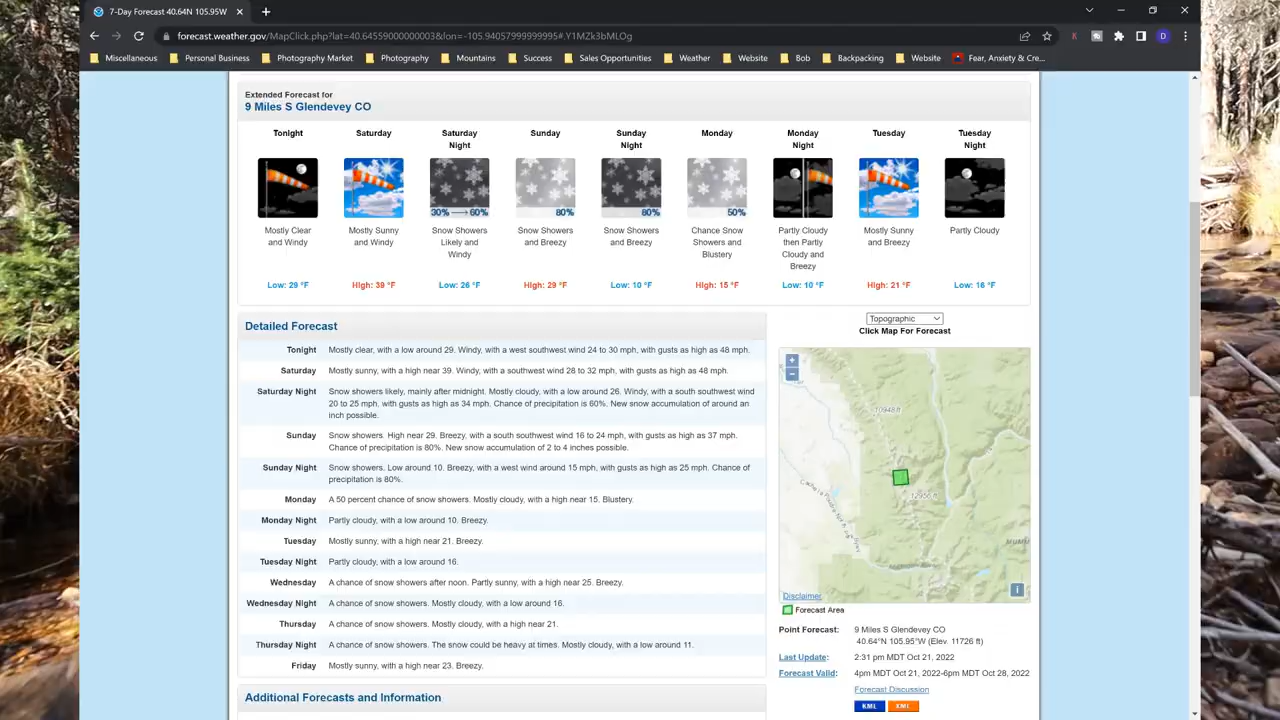 7-Day Forecast 40.64N 105.95W
forecast.weather.gov/MapClick.php?lat=40.64559000000003&lon=-105.94057999999995#.Y1MZk3bMLOg
Miscellaneous Personal Business Photography Market Photography Mountains Success Sales Opportunities Weather Website Bob Backpacking Website Fear, Anxiety & Cre...
Extended Forecast for
9 Miles S Glendevey CO
Tonight Saturday Saturday Night Sunday Sunday Night Monday Monday Night Tuesday Tuesday Night
30% 60% 80% 80% 50%
Mostly Clear and Windy
Mostly Sunny and Windy
Snow Showers Likely and Windy
Snow Showers and Breezy
Snow Showers and Breezy
Chance Snow Showers and Blustery
Partly Cloudy then Partly Cloudy and Breezy
Mostly Sunny and Breezy
Partly Cloudy
Low: 29 °F High: 39 °F Low: 26 °F High: 29 °F Low: 10 °F High: 15 °F Low: 10 °F High: 21 °F Low: 16 °F
Detailed Forecast
Tonight Mostly clear, with a low around 29. Windy, with a west southwest wind 24 to 30 mph, with gusts as high as 48 mph.
Saturday Mostly sunny, with a high near 39. Windy, with a southwest wind 28 to 32 mph, with gusts as high as 48 mph.
Saturday Night Snow showers likely, mainly after midnight. Mostly cloudy, with a low around 26. Windy, with a south southwest wind
20 to 25 mph, with gusts as high as 34 mph. Chance of precipitation is 60%. New snow accumulation of around an
inch possible.
Sunday Snow showers High near 29. Breezy, with a south southwest wind 16 to 24 mph, with gusts as high as 37 mph.
Chance of precipitation is 80%. New snow accumulation of 2 to 4 inches possible.
Sunday Night Snow showers. Low around 10. Breezy, with a west wind around 15 mph, with gusts as high as 25 mph. Chance of
precipitation is 80%.
Monday A 50 percent chance of snow showers. Mostly cloudy, with a high near 15. Blustery.
Monday Night Partly cloudy, with a low around 10. Breezy.
Tuesday Mostly sunny, with a high near 21. Breezy.
Tuesday Night Partly cloudy, with a low around 16.
Wednesday A chance of snow showers after noon. Partly sunny, with a high near 25. Breezy.
Wednesday Night A chance of snow showers. Mostly cloudy, with a low around 16.
Thursday A chance of snow showers. Mostly cloudy, with a high near 21.
Thursday Night A chance of snow showers. The snow could be heavy at times. Mostly cloudy, with a low around 11.
Friday Mostly sunny, with a high near 23. Breezy.
Additional Forecasts and Information
Topographic
Click Map For Forecast
+
−
10948 ft
MUMM
i
Disclaimer
Forecast Area
Point Forecast: 9 Miles S Glendevey CO
40.64°N 105.95°W (Elev. 11726 ft)
Last Update: 2:31 pm MDT Oct 21, 2022
Forecast Valid: 4pm MDT Oct 21, 2022-6pm MDT Oct 28, 2022
Forecast Discussion
KML XML